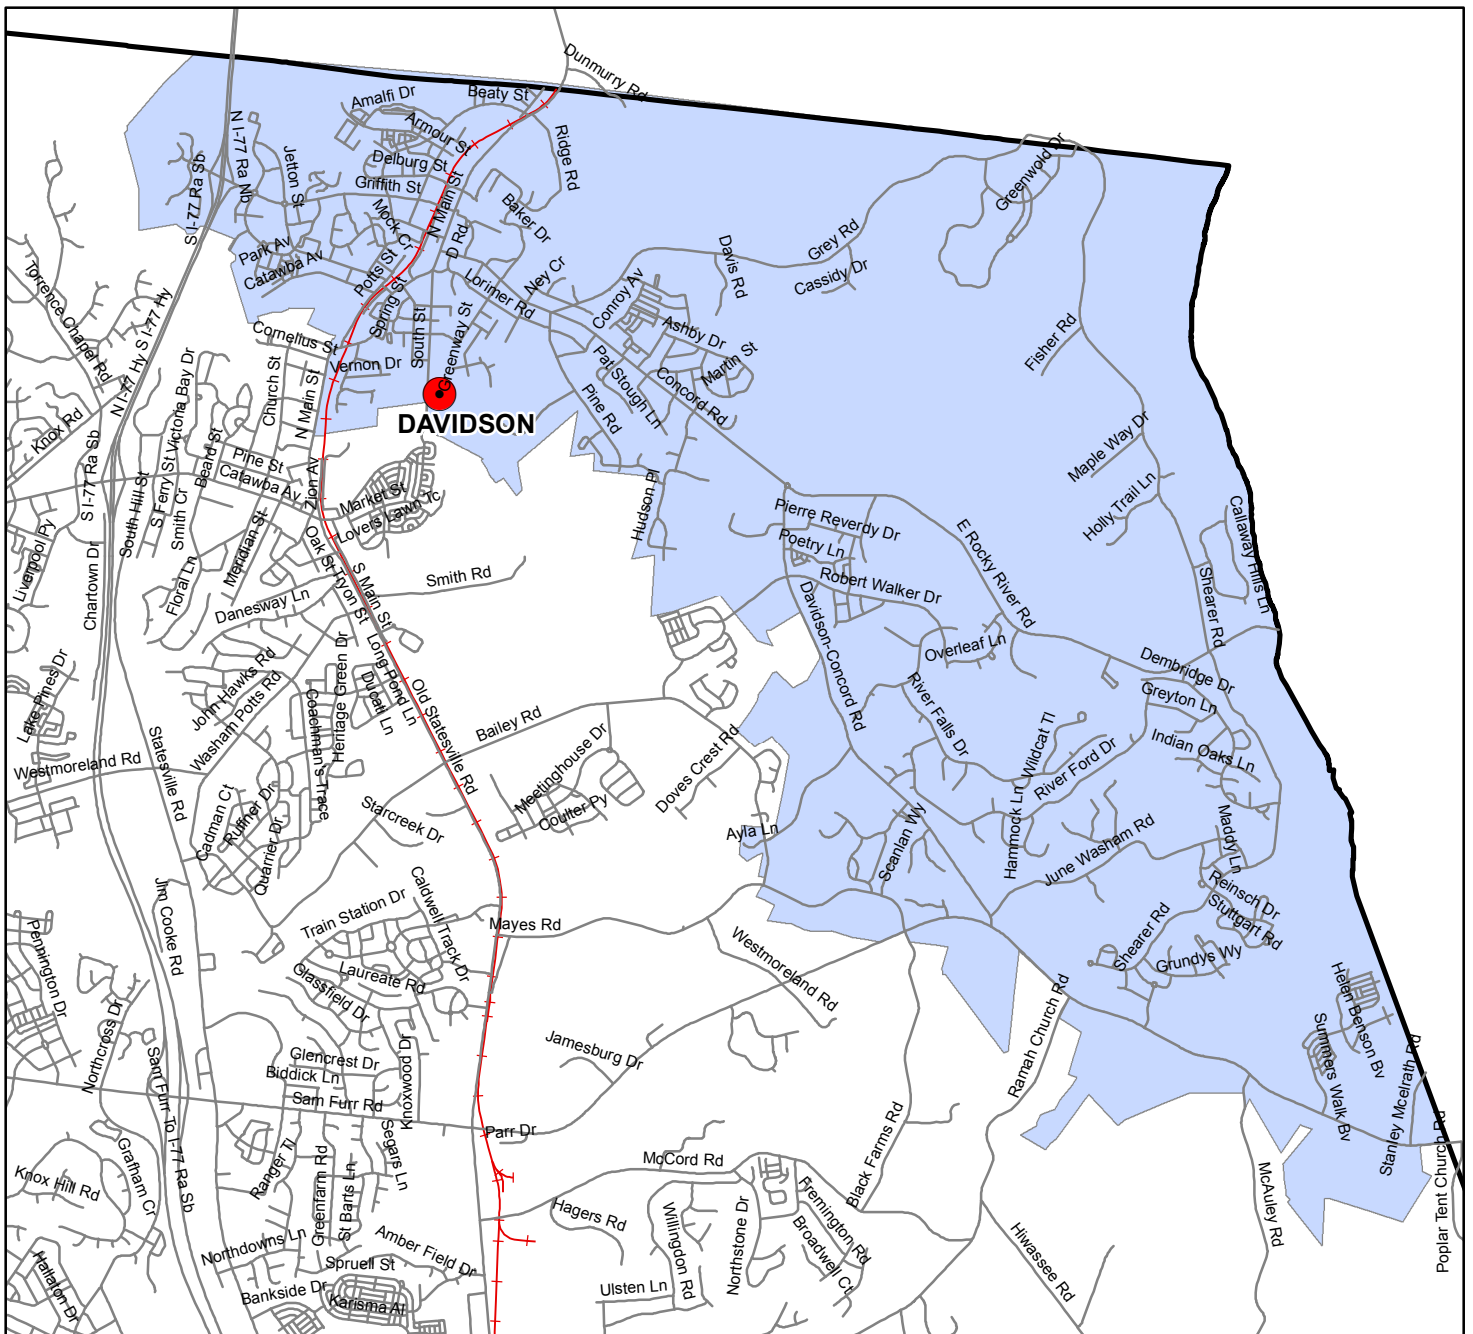 Dunmurry Rd
Beaty St
Amalfi Dr
Armour St
Ridge Rd
N I-77 Ra Nb
S I-77 Ra Sb
Jetton St
Delburg St
Griffith St
N Main St
Mock Cr
Baker Dr
D Rd
Greenwold Dr
Grey Rd
Davis Rd
Cassidy Dr
Park Av
Catawba Av
Potts St
Spring St
Lorimer Rd
Ney Cr
Conroy Av
Ashby Dr
Martin St
Torrence Chapel Rd
N I-77 Hy S I-77 Hy
Cornelius St
Vernon Dr
South St
Greenway St
Pat Stough Ln
Concord Rd
Pine Rd
Fisher Rd
DAVIDSON
Knox Rd
Victoria Bay Dr
Church St
N Main St
Beard St
Pine St
Catawba Av
Zion Av
Market St
Lovers Lawn Tc
S I-77 Ra Sb
South Hill St
S Ferry St
Smith Cr
Meridian St
Hudson Pl
Maple Way Dr
Holly Trail Ln
Callaway Hills Ln
Pierre Reverdy Dr
Poetry Ln
E Rocky River Rd
Robert Walker Dr
Shearer Rd
Liverpool Py
Chartown Dr
Floral Ln
Danesway Ln
Oak St
Tryon St
S Main St
Smith Rd
Davidson-Concord Rd
Overleaf Ln
Dembridge Dr
Greyton Ln
Indian Oaks Ln
Lake Pines Dr
John Hawks Rd
Washam Potts Rd
Heritage Green Dr
Coachman's Trace
Ducati Ln
Long Pond Ln
Old Statesville Rd
Bailey Rd
River Falls Dr
Wildcat Tl
River Ford Dr
Westmoreland Rd
Statesville Rd
Cadman Ct
Ruffner Dr
Quarrier Dr
Starcreek Dr
Meetinghouse Dr
Coulter Py
Doves Crest Rd
Ayla Ln
Scanlan Wy
Hammock Ln
June Washam Rd
Maddy Ln
Reinsch Dr
Stuttgart Rd
Shearer Rd
Grundys Wy
Jim Cooke Rd
Train Station Dr
Caldwell Track Dr
Mayes Rd
Westmoreland Rd
Pennington Dr
Laureate Rd
Glassfield Dr
Northcross Dr
Helen Benson Bv
Summers Walk Bv
Stanley Mcelrath Rd
Ramah Church Rd
Jamesburg Dr
Glencrest Dr
Biddick Ln
Sam Furr Rd
Knoxwood Dr
Sam Furr To I-77 Ra Sb
Parr Dr
Segars Ln
Black Farms Rd
McCord Rd
Poplar Tent Church Rd
McAuley Rd
Grafham Cr
Knox Hill Rd
Ranger Tl
Greenfarm Rd
St Barts Ln
Hagers Rd
Willingdon Rd
Northstone Dr
Fremington Rd
Broadwell Ct
Hiwassee Rd
Northdowns Ln
Amber Field Dr
Spruell St
Bankside Dr
Karisma Al
Ulsten Ln
Hallaton Dr